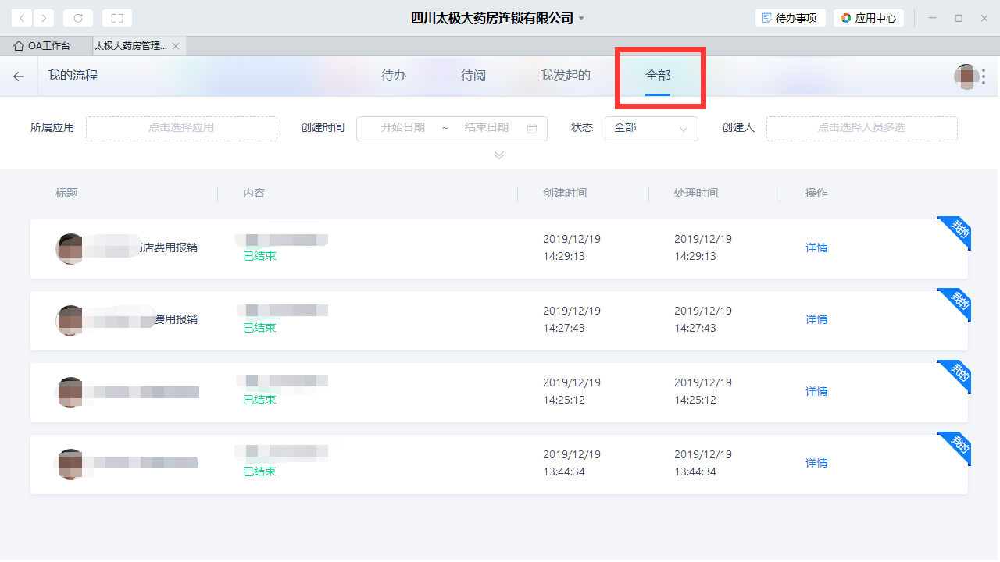 四川太极大药房连锁有限公司
待办事项
应用中心
OA工作台
太极大药房管理...
我的流程
待办
待阅
我发起的
全部
所属应用
点击选择应用
创建时间
开始日期 ~ 结束日期
状态
全部
创建人
点击选择人员多选
标题
内容
创建时间
处理时间
操作
店费用报销
已结束
2019/12/19
14:29:13
2019/12/19
14:29:13
详情
我的
费用报销
已结束
2019/12/19
14:27:43
2019/12/19
14:27:43
详情
我的
已结束
2019/12/19
14:25:12
2019/12/19
14:25:12
详情
我的
已结束
2019/12/19
13:44:34
2019/12/19
13:44:34
详情
我的